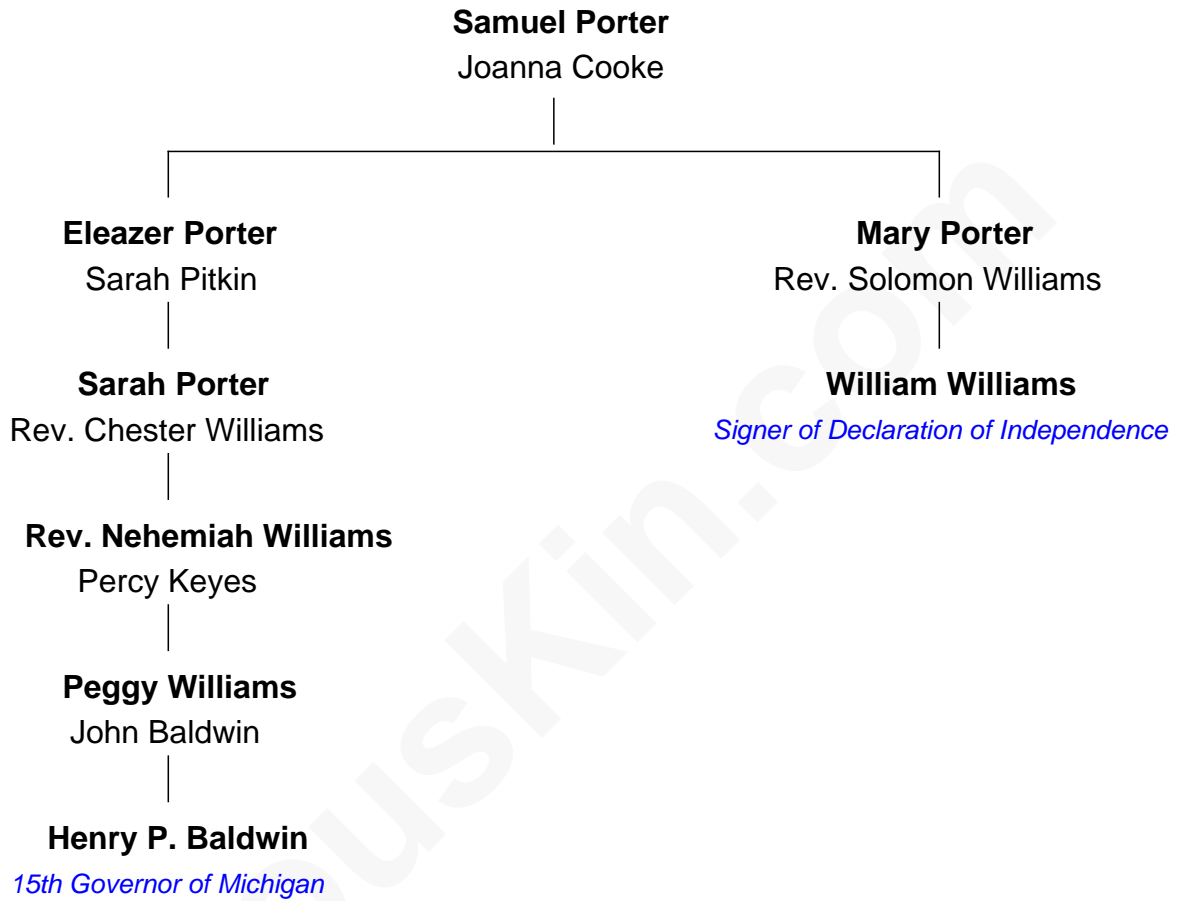 Samuel Porter
Joanna Cooke
Eleazer Porter
Sarah Pitkin
Mary Porter
Rev. Solomon Williams
Sarah Porter
Rev. Chester Williams
William Williams
Signer of Declaration of Independence
Rev. Nehemiah Williams
Percy Keyes
Peggy Williams
John Baldwin
Henry P. Baldwin
15th Governor of Michigan
ousKin.com